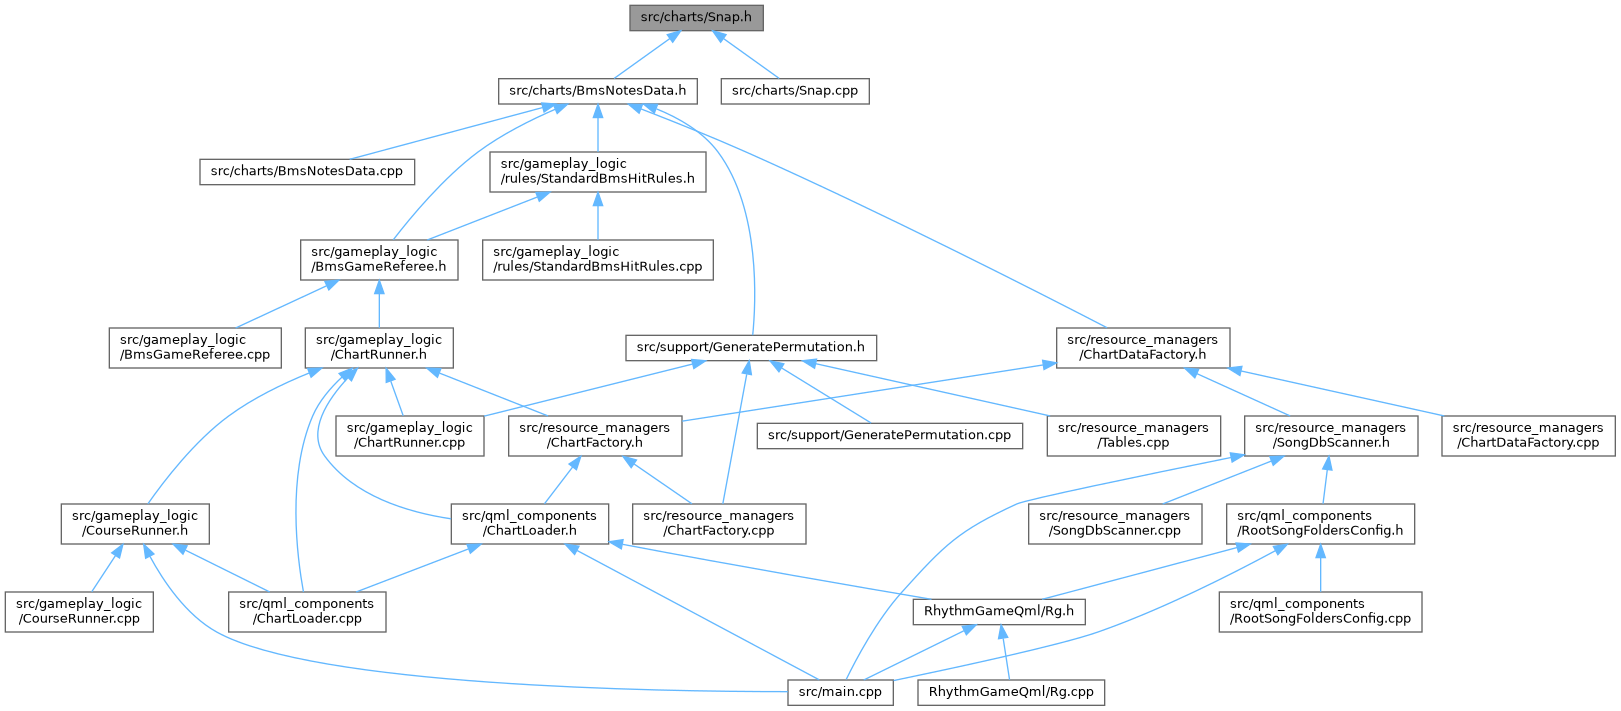 src/charts/Snap.h
src/charts/BmsNotesData.h
src/charts/Snap.cpp
src/charts/BmsNotesData.cpp
src/gameplay_logic
/rules/StandardBmsHitRules.h
src/gameplay_logic
/BmsGameReferee.h
src/gameplay_logic
/rules/StandardBmsHitRules.cpp
src/gameplay_logic
/BmsGameReferee.cpp
src/gameplay_logic
/ChartRunner.h
src/support/GeneratePermutation.h
src/resource_managers
/ChartDataFactory.h
src/gameplay_logic
/ChartRunner.cpp
src/resource_managers
/ChartFactory.h
src/support/GeneratePermutation.cpp
src/resource_managers
/Tables.cpp
src/resource_managers
/SongDbScanner.h
src/resource_managers
/ChartDataFactory.cpp
src/gameplay_logic
/CourseRunner.h
src/qml_components
/ChartLoader.h
src/resource_managers
/ChartFactory.cpp
src/resource_managers
/SongDbScanner.cpp
src/qml_components
/RootSongFoldersConfig.h
src/gameplay_logic
/CourseRunner.cpp
src/qml_components
/ChartLoader.cpp
RhythmGameQml/Rg.h
src/qml_components
/RootSongFoldersConfig.cpp
src/main.cpp
RhythmGameQml/Rg.cpp